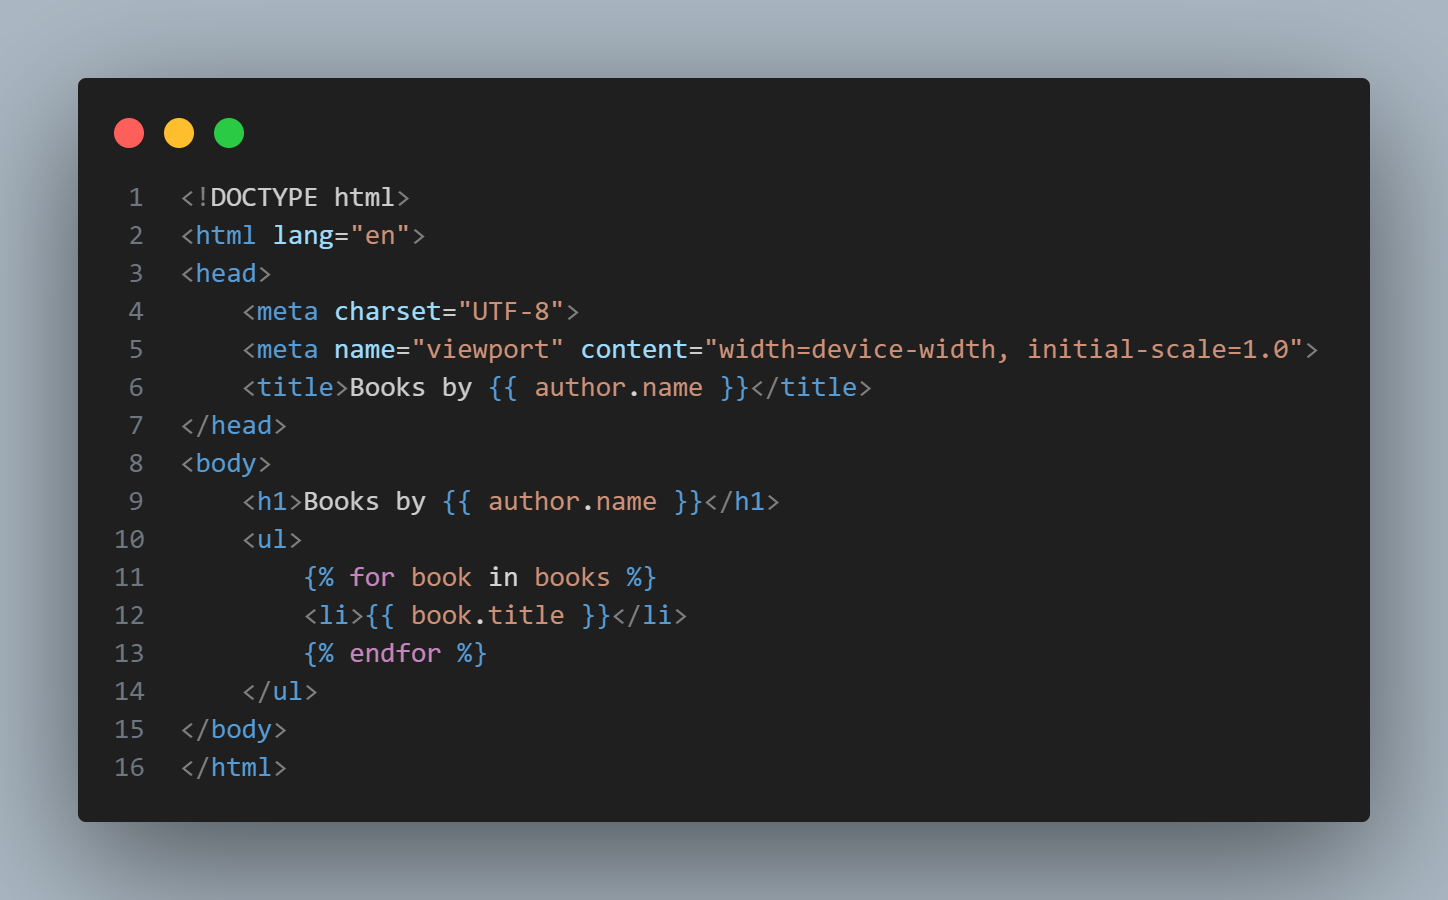 1 <!DOCTYPE html>
2 <html lang="en">
3 <head>
4     <meta charset="UTF-8">
5     <meta name="viewport" content="width=device-width, initial-scale=1.0">
6     <title>Books by {{ author.name }}</title>
7 </head>
8 <body>
9     <h1>Books by {{ author.name }}</h1>
10     <ul>
11         {% for book in books %}
12         <li>{{ book.title }}</li>
13         {% endfor %}
14     </ul>
15 </body>
16 </html>